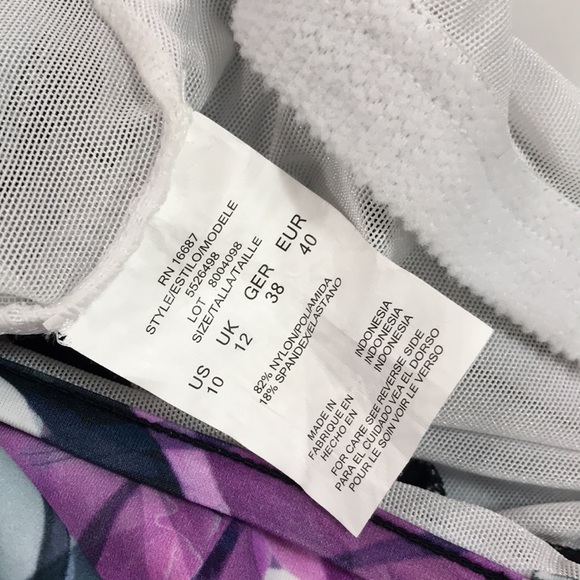 RN 16687
STYLE/ESTILO/MODELE
5526498
LOT 8004098
SIZE/TALLA/TAILLE
US UK GER EUR
10 12 38 40
82% NYLON/POLIAMIDA
18% SPANDEX/ELASTANO
MADE IN INDONESIA
FABRIQUE EN INDONESIA
HECHO EN INDONESIA
FOR CARE SEE REVERSE SIDE
PARA EL CUIDADO VEA EL DORSO
POUR LE SOIN VOIR LE VERSO